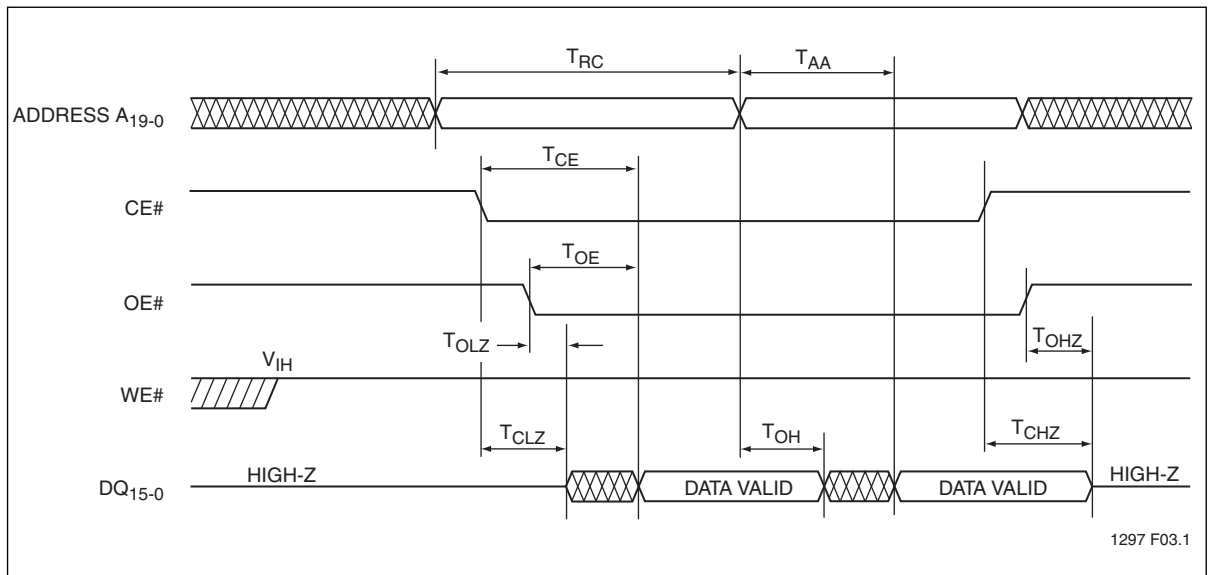 TRC TAA
ADDRESS A19-0
TCE
CE#
TOE
OE#
TOLZ TOHZ
VIH
WE#
TCLZ TOH TCHZ
HIGH-Z HIGH-Z
DQ15-0 DATA VALID DATA VALID
1297 F03.1